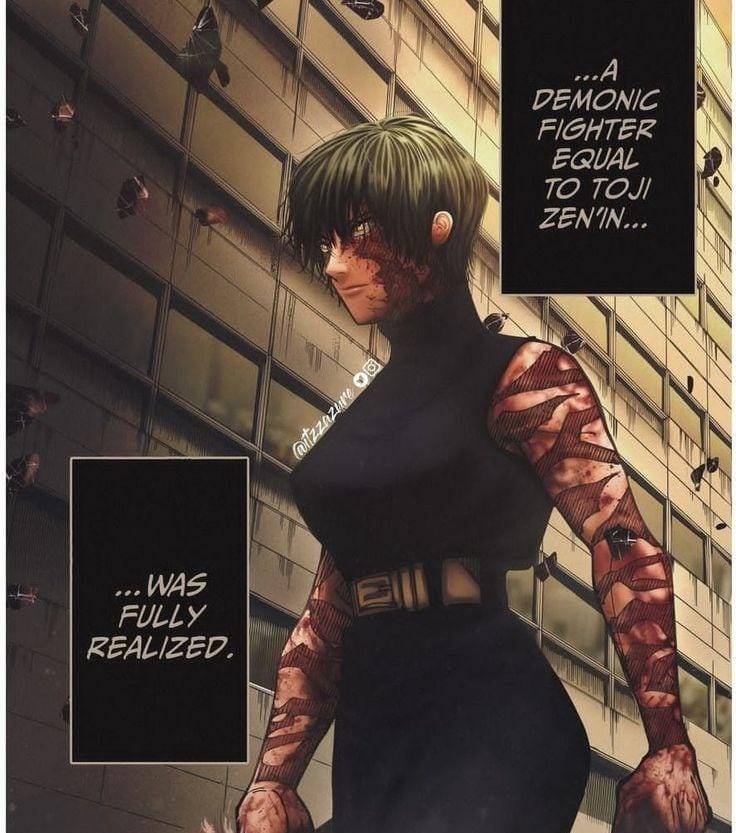 ...A
DEMONIC
FIGHTER
EQUAL
TO TOJI
ZEN'IN...
@itzzazure
...WAS
FULLY
REALIZED.